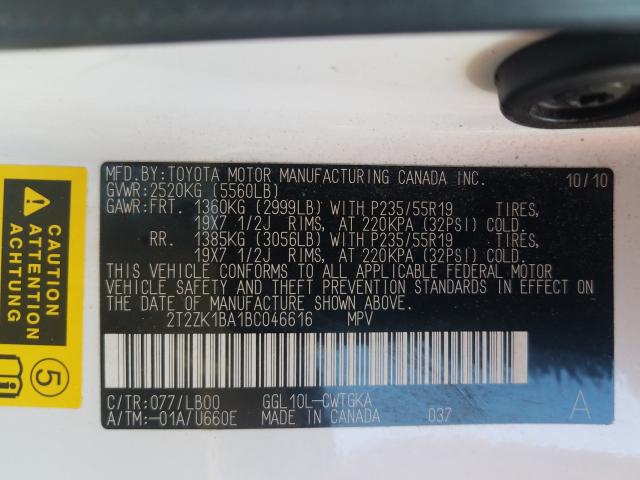 MFD.BY:TOYOTA MOTOR MANUFACTURING CANADA INC. 10/10
GVWR:2520KG (5560LB)
GAWR:FRT. 1360KG (2999LB) WITH P235/55R19 TIRES,
19X7 1/2J RIMS, AT 220KPA (32PSI) COLD.
RR. 1385KG (3056LB) WITH P235/55R19 TIRES,
19X7 1/2J RIMS, AT 220KPA (32PSI) COLD.
THIS VEHICLE CONFORMS TO ALL APPLICABLE FEDERAL MOTOR
VEHICLE SAFETY AND THEFT PREVENTION STANDARDS IN EFFECT ON
THE DATE OF MANUFACTURE SHOWN ABOVE.
2T2ZK1BA1BC046616 MPV
C/TR:077/LB00 GGL10L-CWTGKA A
A/TM:-01A/U660E MADE IN CANADA 037
CAUTION
ATTENTION
ACHTUNG
5